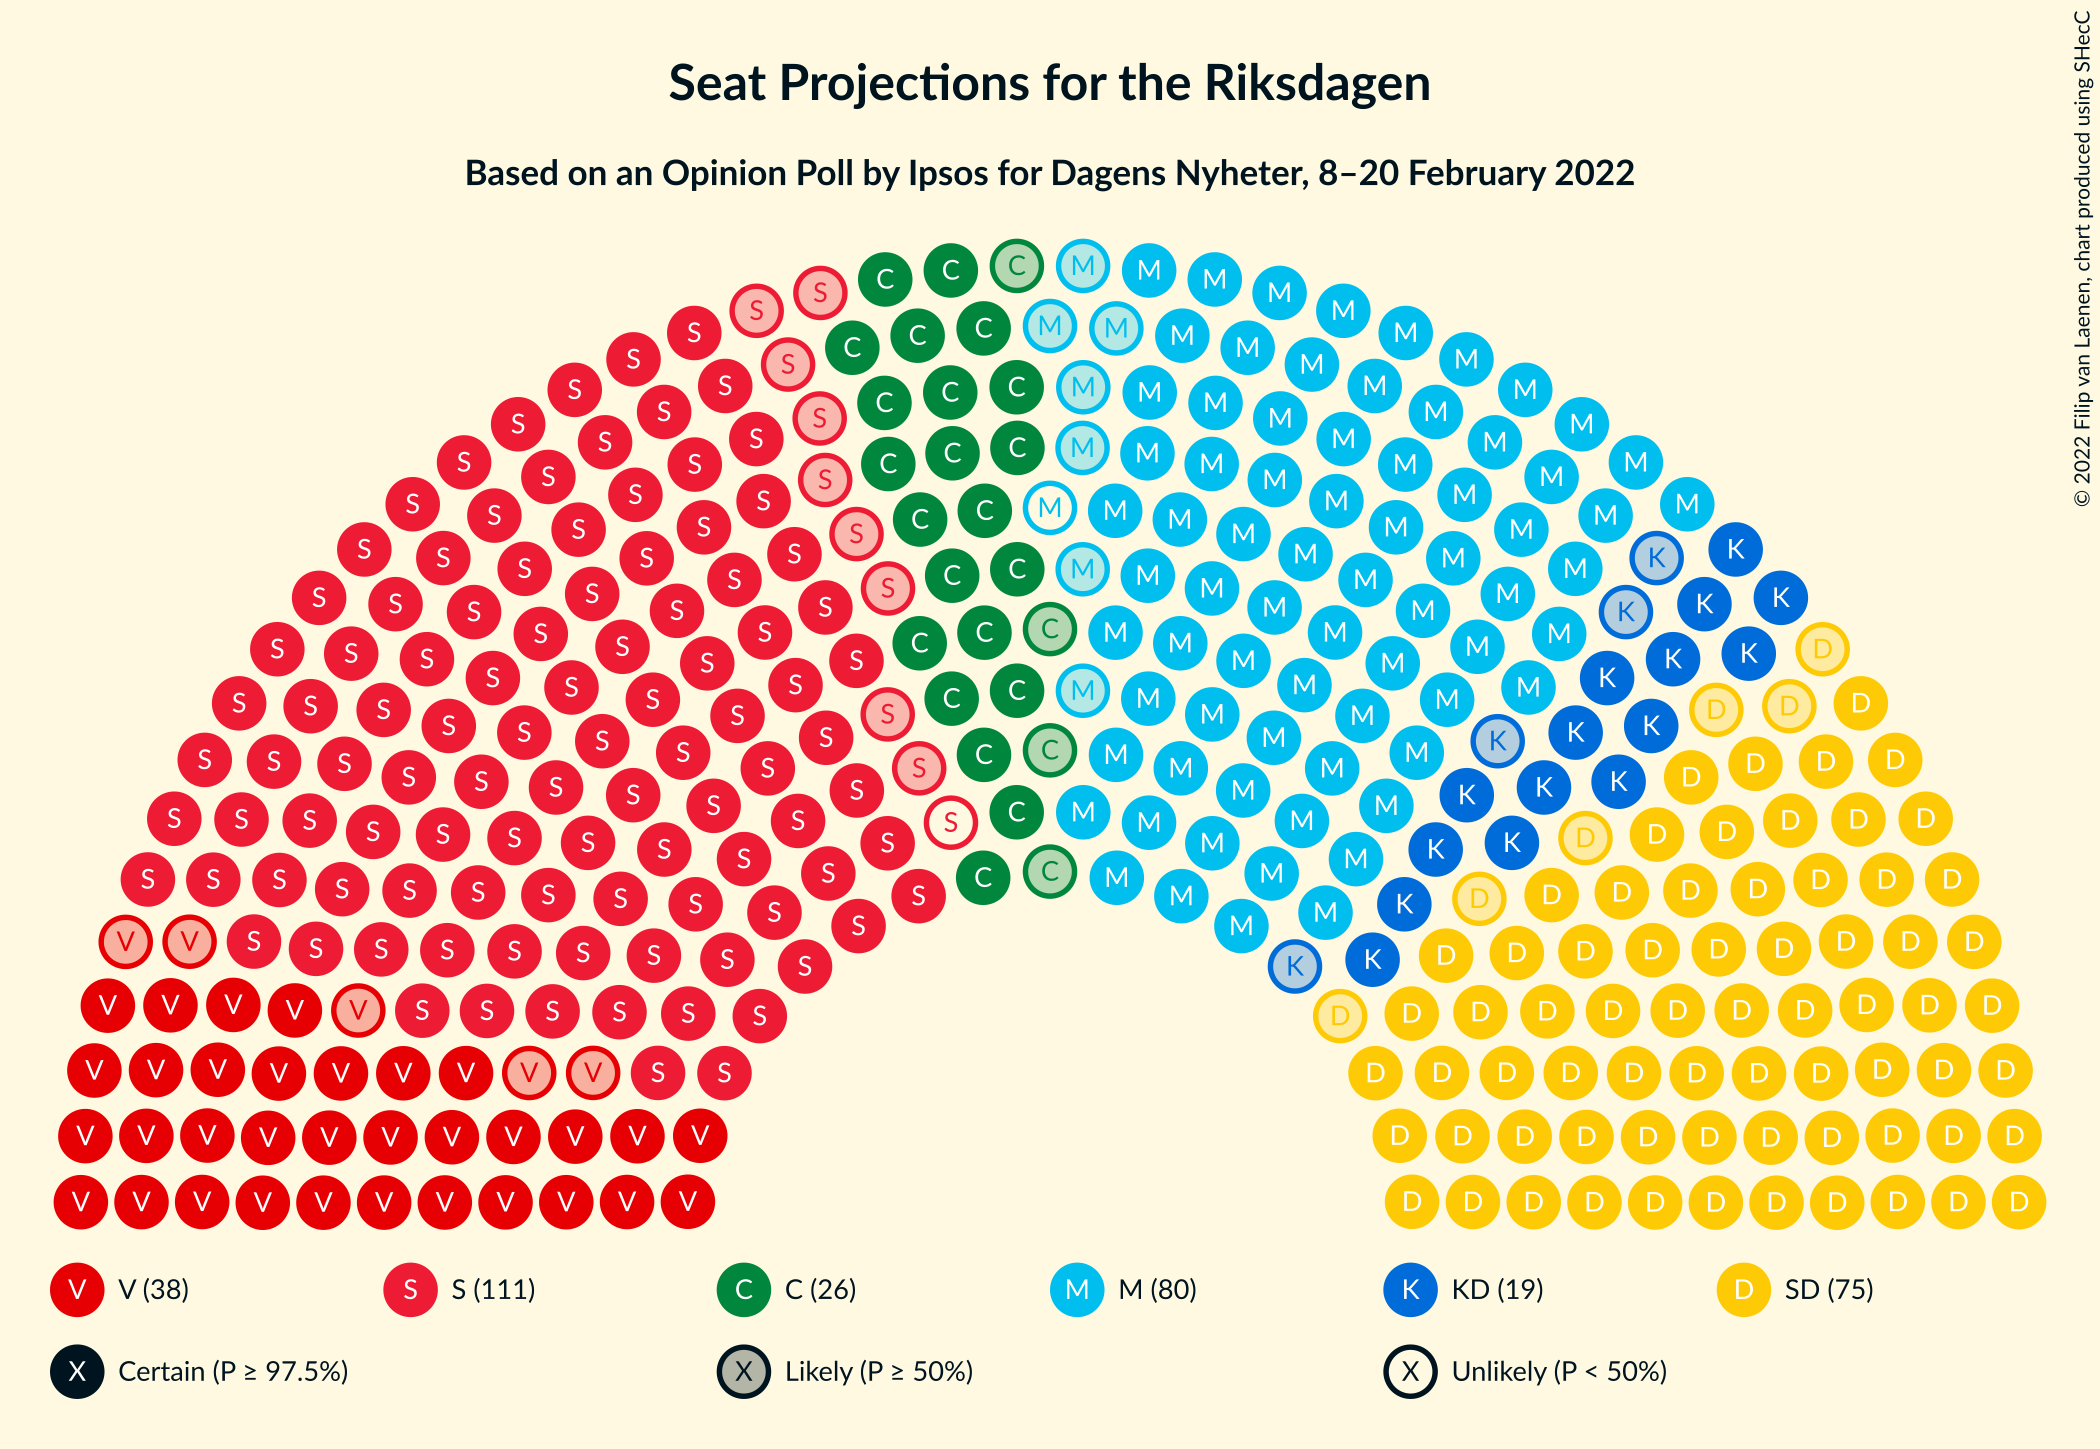 Seat Projections for the Riksdagen
Based on an Opinion Poll by Ipsos for Dagens Nyheter, 8–20 February 2022
© 2022 Filip van Laenen, chart produced using SHecC
V V (38)
S S (111)
C C (26)
M M (80)
K KD (19)
D SD (75)
X Certain (P ≥ 97.5%)
X Likely (P ≥ 50%)
X Unlikely (P < 50%)